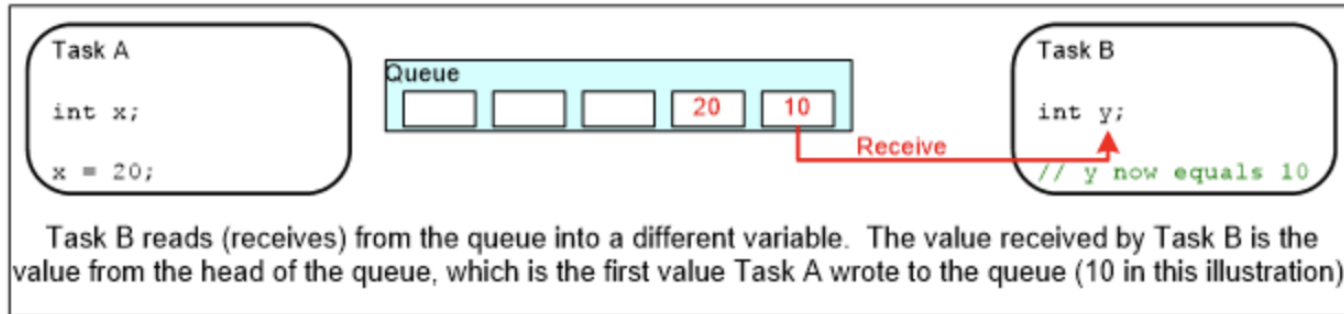 Task A
int x;
x = 20;
Queue
20 10
Receive
Task B
int y;
// y now equals 10
Task B reads (receives) from the queue into a different variable. The value received by Task B is the
value from the head of the queue, which is the first value Task A wrote to the queue (10 in this illustration)